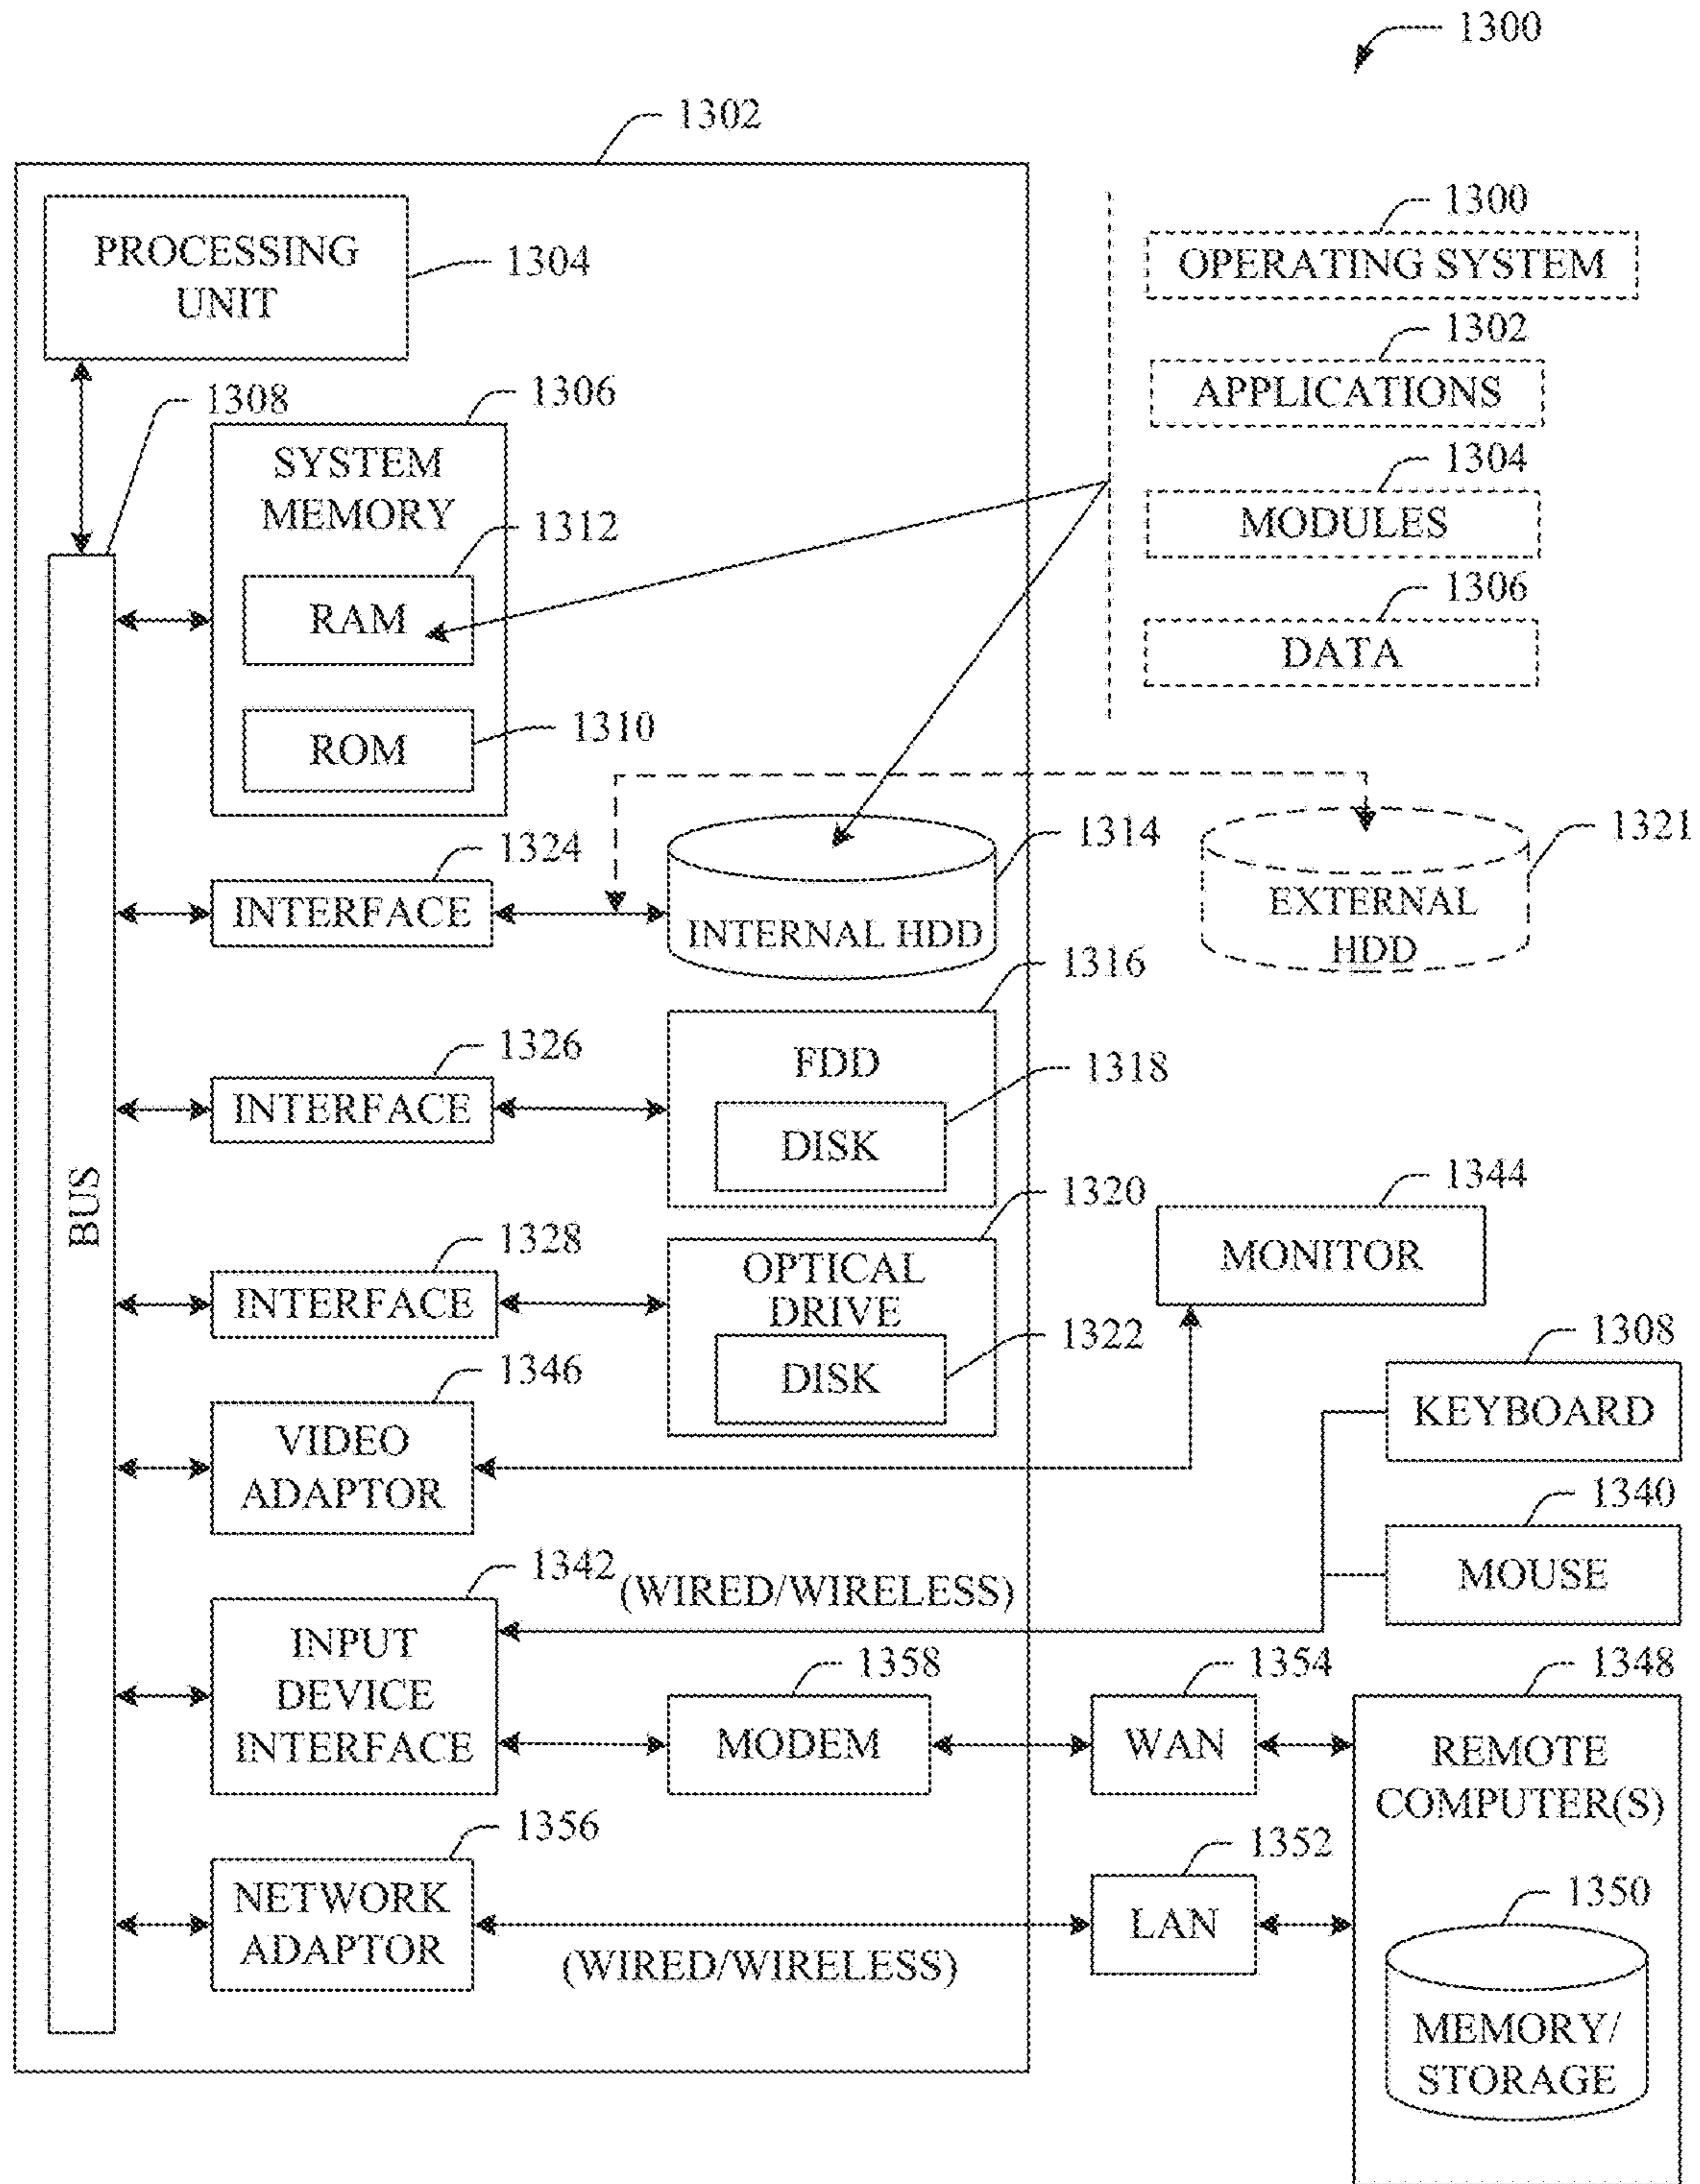 1300
1302
PROCESSING
UNIT
1304
1300
OPERATING SYSTEM
1302
APPLICATIONS
1304
MODULES
1306
DATA
1308
1306
SYSTEM
MEMORY
1312
RAM
1310
ROM
1324
INTERFACE
1314
INTERNAL HDD
1321
EXTERNAL
HDD
1316
FDD
1326
INTERFACE
1318
DISK
BUS
1320
OPTICAL
DRIVE
1328
INTERFACE
1322
DISK
1344
MONITOR
1346
VIDEO
ADAPTOR
1308
KEYBOARD
1340
MOUSE
1342
(WIRED/WIRELESS)
INPUT
DEVICE
INTERFACE
1358
MODEM
1354
WAN
1348
REMOTE
COMPUTER(S)
1356
NETWORK
ADAPTOR
(WIRED/WIRELESS)
1352
LAN
1350
MEMORY/
STORAGE